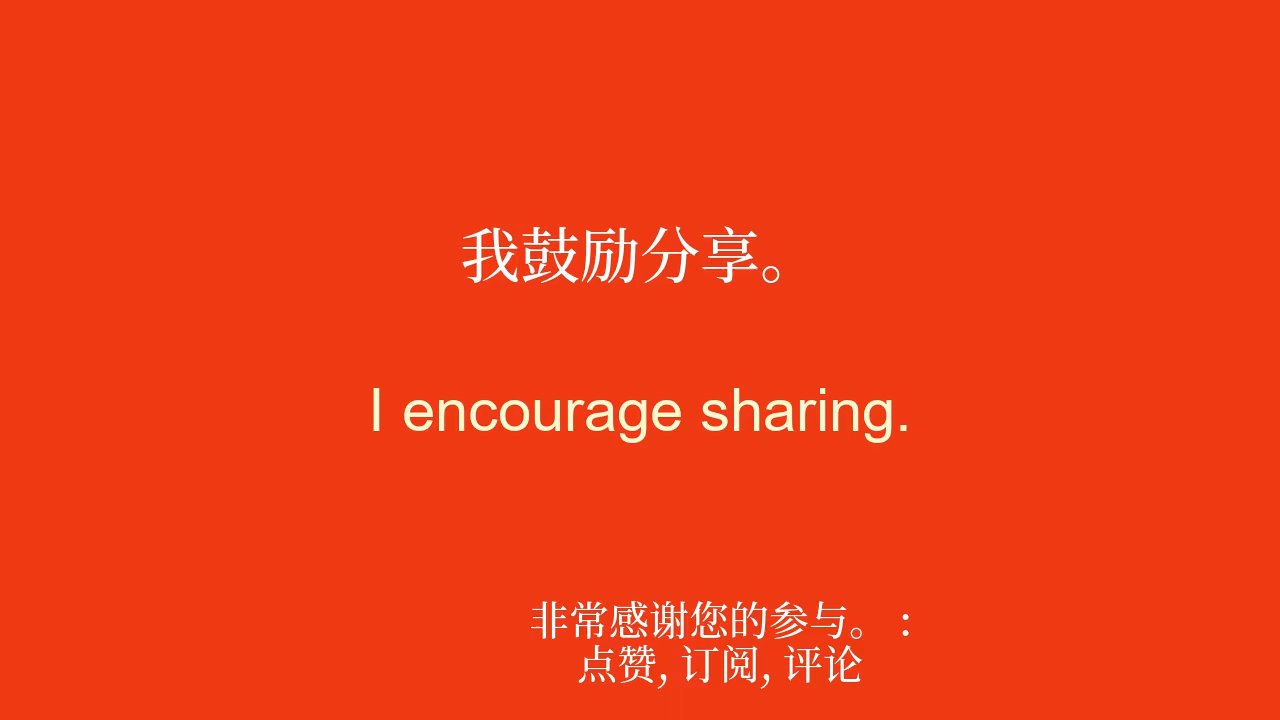 我鼓励分享。
I encourage sharing.
非常感谢您的参与。 :
点赞, 订阅, 评论